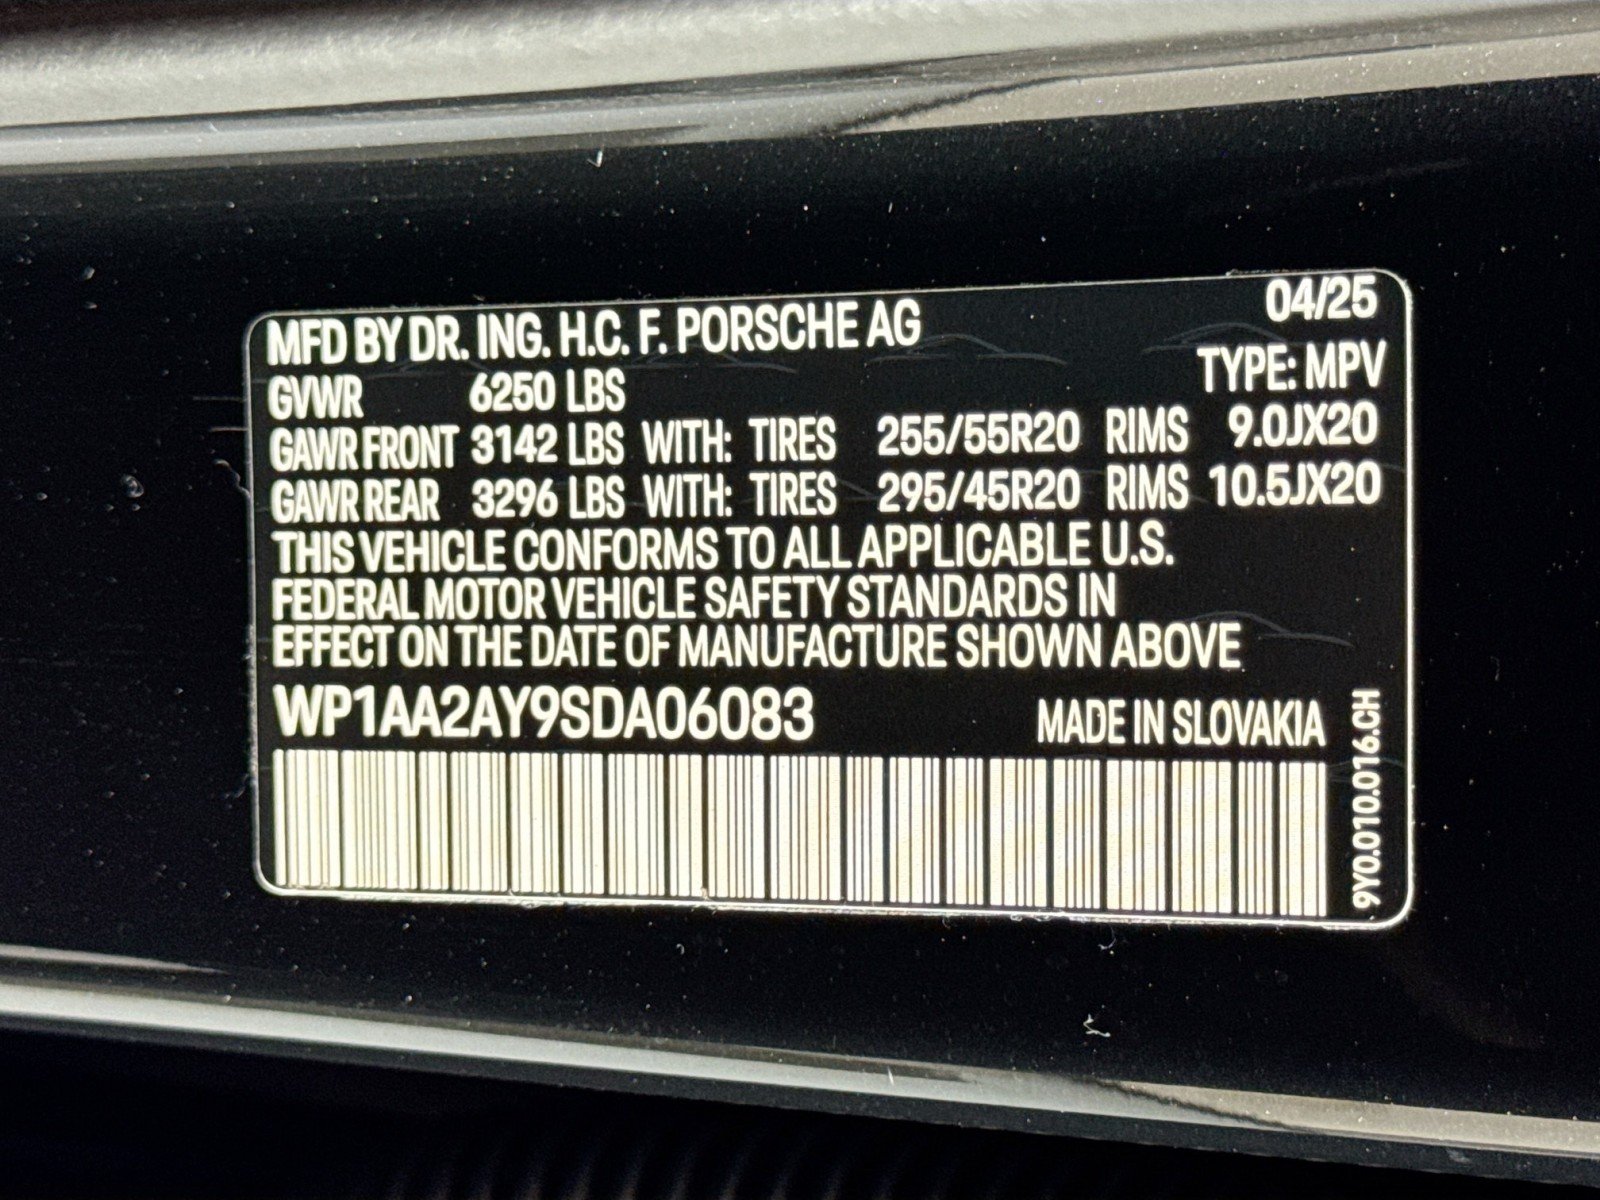 MFD BY DR. ING. H.C. F. PORSCHE AG 04/25
GVWR 6250 LBS TYPE: MPV
GAWR FRONT 3142 LBS WITH: TIRES 255/55R20 RIMS 9.0JX20
GAWR REAR 3296 LBS WITH: TIRES 295/45R20 RIMS 10.5JX20
THIS VEHICLE CONFORMS TO ALL APPLICABLE U.S.
FEDERAL MOTOR VEHICLE SAFETY STANDARDS IN
EFFECT ON THE DATE OF MANUFACTURE SHOWN ABOVE
WP1AA2AY9SDA06083 MADE IN SLOVAKIA
9Y0.010.016.CH